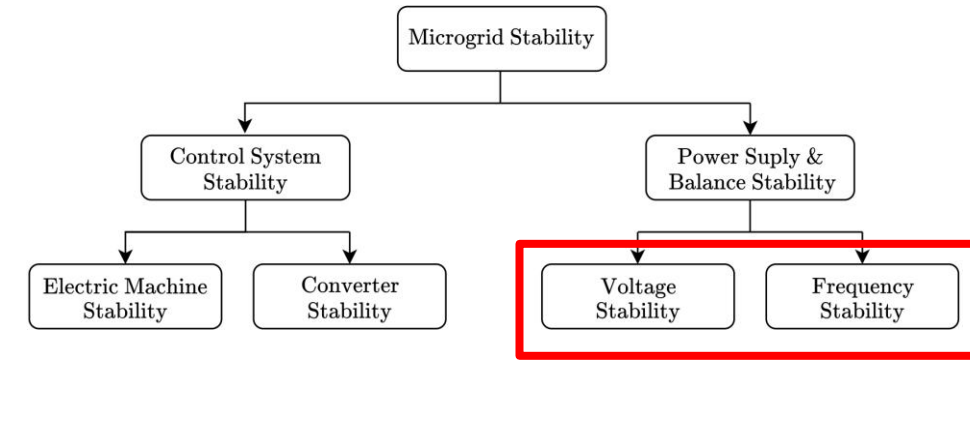 Microgrid Stability
Control System
Stability
Power Suply &
Balance Stability
Electric Machine
Stability
Converter
Stability
Voltage
Stability
Frequency
Stability